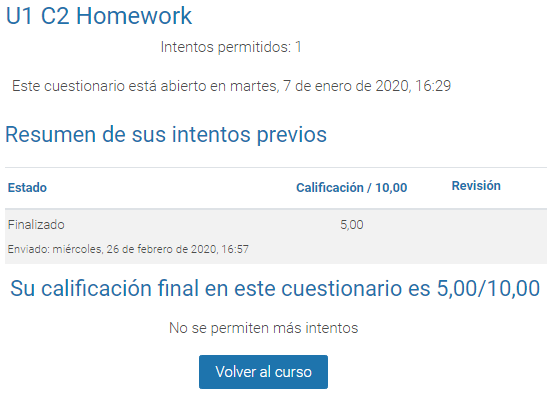 U1 C2 Homework
Intentos permitidos: 1
Este cuestionario está abierto en martes, 7 de enero de 2020, 16:29
Resumen de sus intentos previos
Estado Calificación / 10,00 Revisión
Finalizado 5,00
Enviado: miércoles, 26 de febrero de 2020, 16:57
Su calificación final en este cuestionario es 5,00/10,00
No se permiten más intentos
Volver al curso